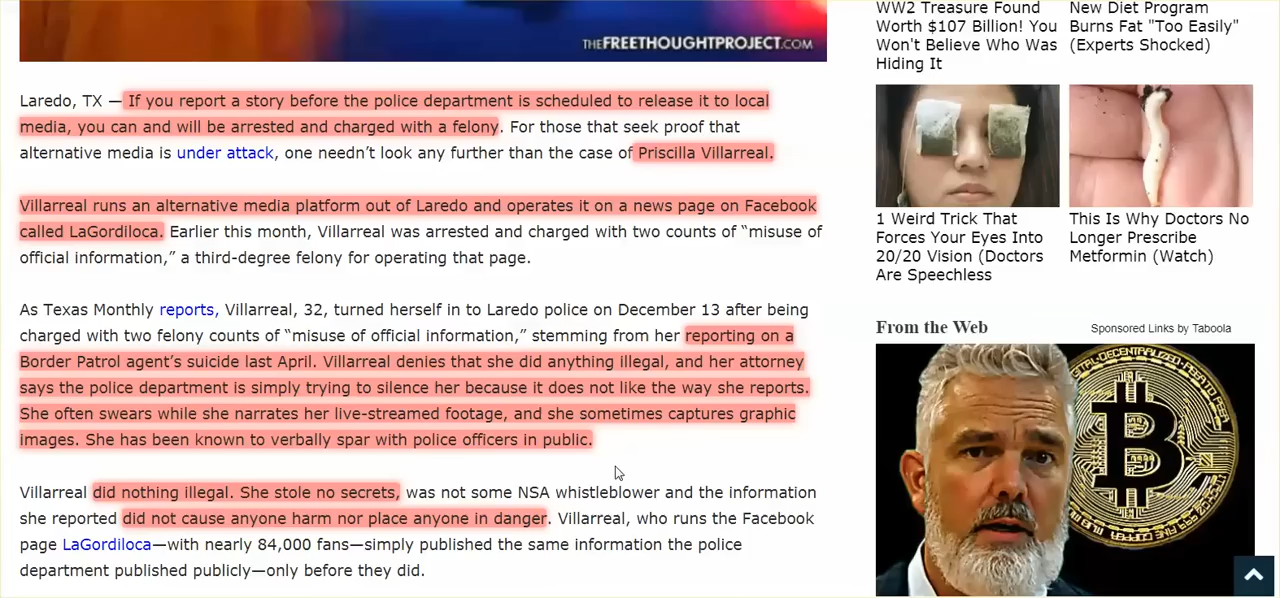 THEFREETHOUGHTPROJECT.COM
Laredo, TX — If you report a story before the police department is scheduled to release it to local
media, you can and will be arrested and charged with a felony. For those that seek proof that
alternative media is under attack, one needn’t look any further than the case of Priscilla Villarreal.
Villarreal runs an alternative media platform out of Laredo and operates it on a news page on Facebook
called LaGordiloca. Earlier this month, Villarreal was arrested and charged with two counts of “misuse of
official information,” a third-degree felony for operating that page.
As Texas Monthly reports, Villarreal, 32, turned herself in to Laredo police on December 13 after being
charged with two felony counts of “misuse of official information,” stemming from her reporting on a
Border Patrol agent’s suicide last April. Villarreal denies that she did anything illegal, and her attorney
says the police department is simply trying to silence her because it does not like the way she reports.
She often swears while she narrates her live-streamed footage, and she sometimes captures graphic
images. She has been known to verbally spar with police officers in public.
Villarreal did nothing illegal. She stole no secrets, was not some NSA whistleblower and the information
she reported did not cause anyone harm nor place anyone in danger. Villarreal, who runs the Facebook
page LaGordiloca—with nearly 84,000 fans—simply published the same information the police
department published publicly—only before they did.
WW2 Treasure Found
Worth $107 Billion! You
Won't Believe Who Was
Hiding It
New Diet Program
Burns Fat "Too Easily"
(Experts Shocked)
1 Weird Trick That
Forces Your Eyes Into
20/20 Vision (Doctors
Are Speechless
This Is Why Doctors No
Longer Prescribe
Metformin (Watch)
From the Web
Sponsored Links by Taboola